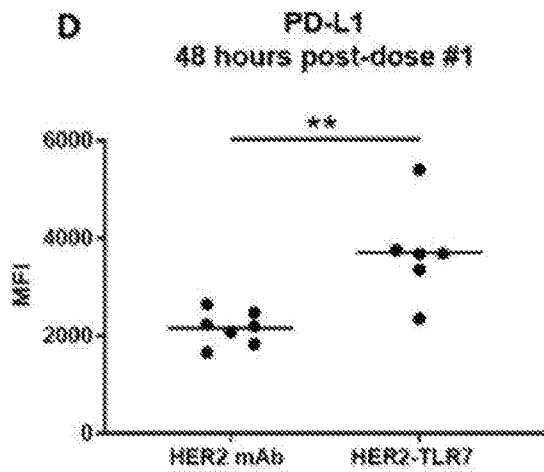 D
PD-L1
48 hours post-dose #1
**
6000
4000
2000
0
MFI
HER2 mAb
HER2-TLR7